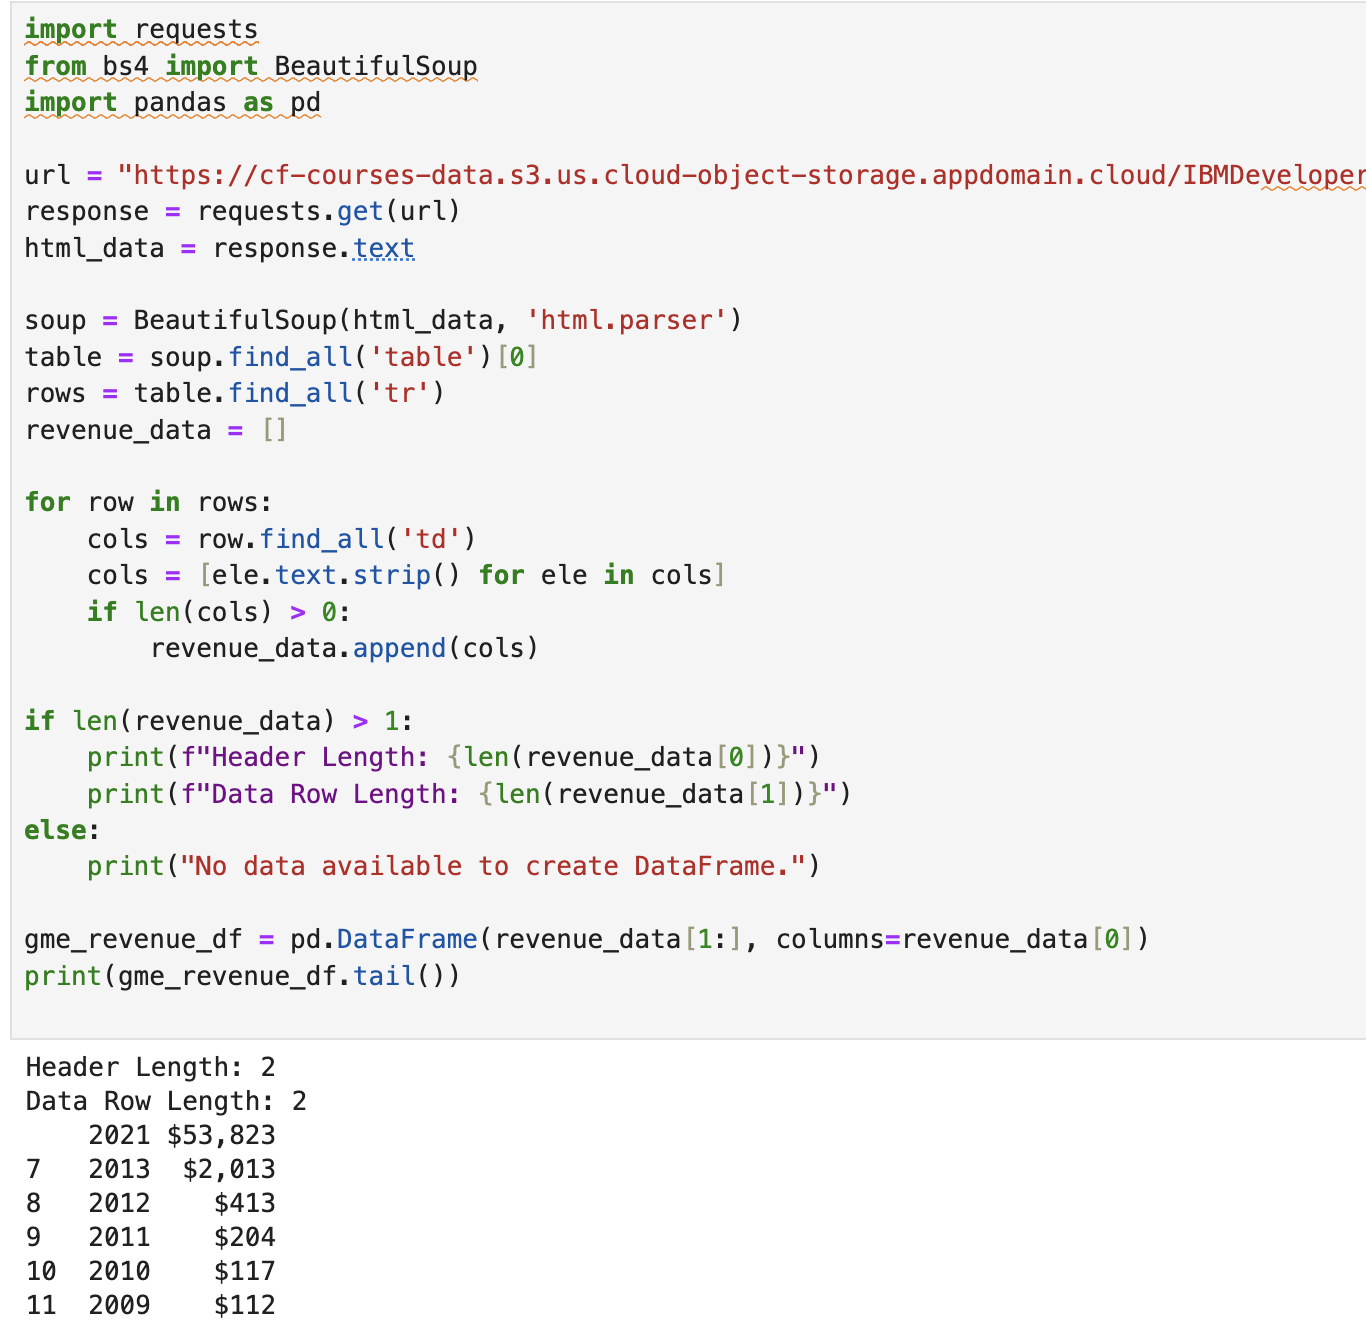 import requests
from bs4 import BeautifulSoup
import pandas as pd
url = "https://cf-courses-data.s3.us.cloud-object-storage.appdomain.cloud/IBMDeveloper
response = requests.get(url)
html_data = response.text
soup = BeautifulSoup(html_data, 'html.parser')
table = soup.find_all('table')[0]
rows = table.find_all('tr')
revenue_data = []
for row in rows:
    cols = row.find_all('td')
    cols = [ele.text.strip() for ele in cols]
    if len(cols) > 0:
        revenue_data.append(cols)
if len(revenue_data) > 1:
    print(f"Header Length: {len(revenue_data[0])}")
    print(f"Data Row Length: {len(revenue_data[1])}")
else:
    print("No data available to create DataFrame.")
gme_revenue_df = pd.DataFrame(revenue_data[1:], columns=revenue_data[0])
print(gme_revenue_df.tail())
Header Length: 2
Data Row Length: 2
    2021 $53,823
7   2013  $2,013
8   2012    $413
9   2011    $204
10  2010    $117
11  2009    $112